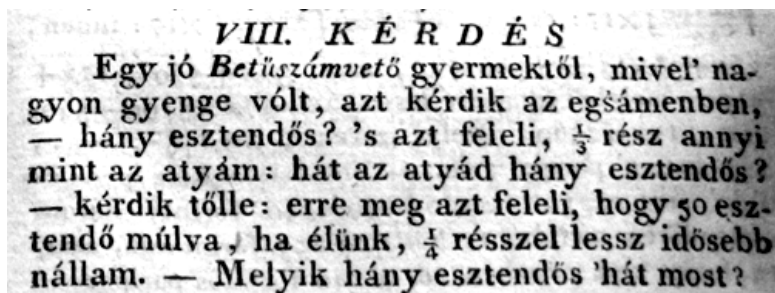 VIII. KÉRDÉS
Egy jó Betűszámvető gyermektől, mivel’ na-
gyon gyenge vólt, azt kérdik az egsámenben,
— hány esztendős? ’s azt feleli, ⅓ rész annyi
mint az atyám: hát az atyád hány esztendős?
— kérdik tőlle: erre meg azt feleli, hogy 50 esz-
tendő múlva, ha élünk, ¼ résszel lessz idősebb
nállam. — Melyik hány esztendős ’hát most?